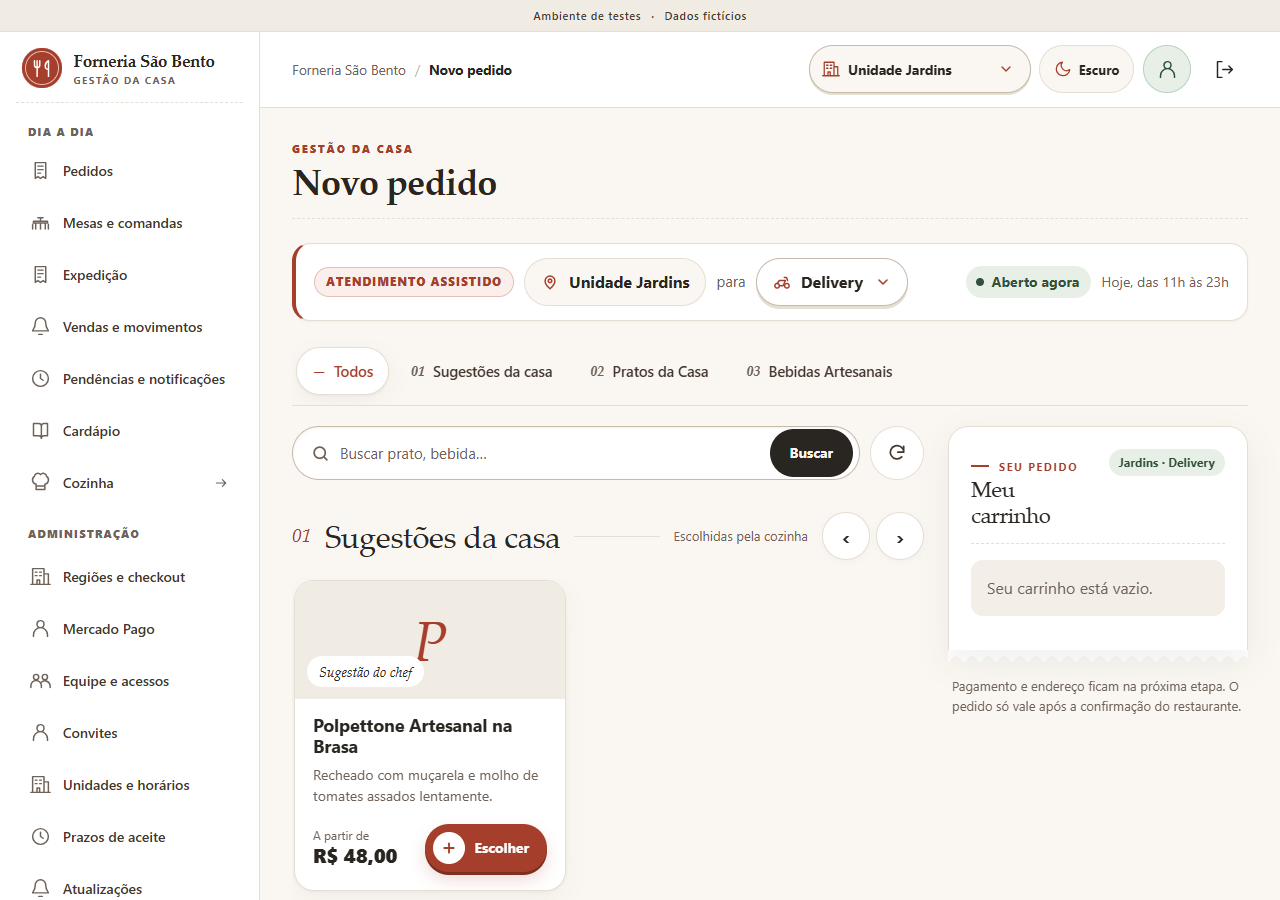 Ambiente de testes · Dados fictícios
Forneria São Bento
GESTÃO DA CASA
DIA A DIA
Pedidos
Mesas e comandas
Expedição
Vendas e movimentos
Pendências e notificações
Cardápio
Cozinha →
ADMINISTRAÇÃO
Regiões e checkout
Mercado Pago
Equipe e acessos
Convites
Unidades e horários
Prazos de aceite
Atualizações
Forneria São Bento / Novo pedido
Unidade Jardins
Escuro
GESTÃO DA CASA
Novo pedido
ATENDIMENTO ASSISTIDO Unidade Jardins para Delivery
Aberto agora Hoje, das 11h às 23h
— Todos 01 Sugestões da casa 02 Pratos da Casa 03 Bebidas Artesanais
Buscar prato, bebida... Buscar
01 Sugestões da casa Escolhidas pela cozinha ‹ ›
P
Sugestão do chef
Polpettone Artesanal na
Brasa
Recheado com muçarela e molho de
tomates assados lentamente.
A partir de
R$ 48,00
+ Escolher
SEU PEDIDO
Jardins · Delivery
Meu
carrinho
Seu carrinho está vazio.
Pagamento e endereço ficam na próxima etapa. O
pedido só vale após a confirmação do restaurante.